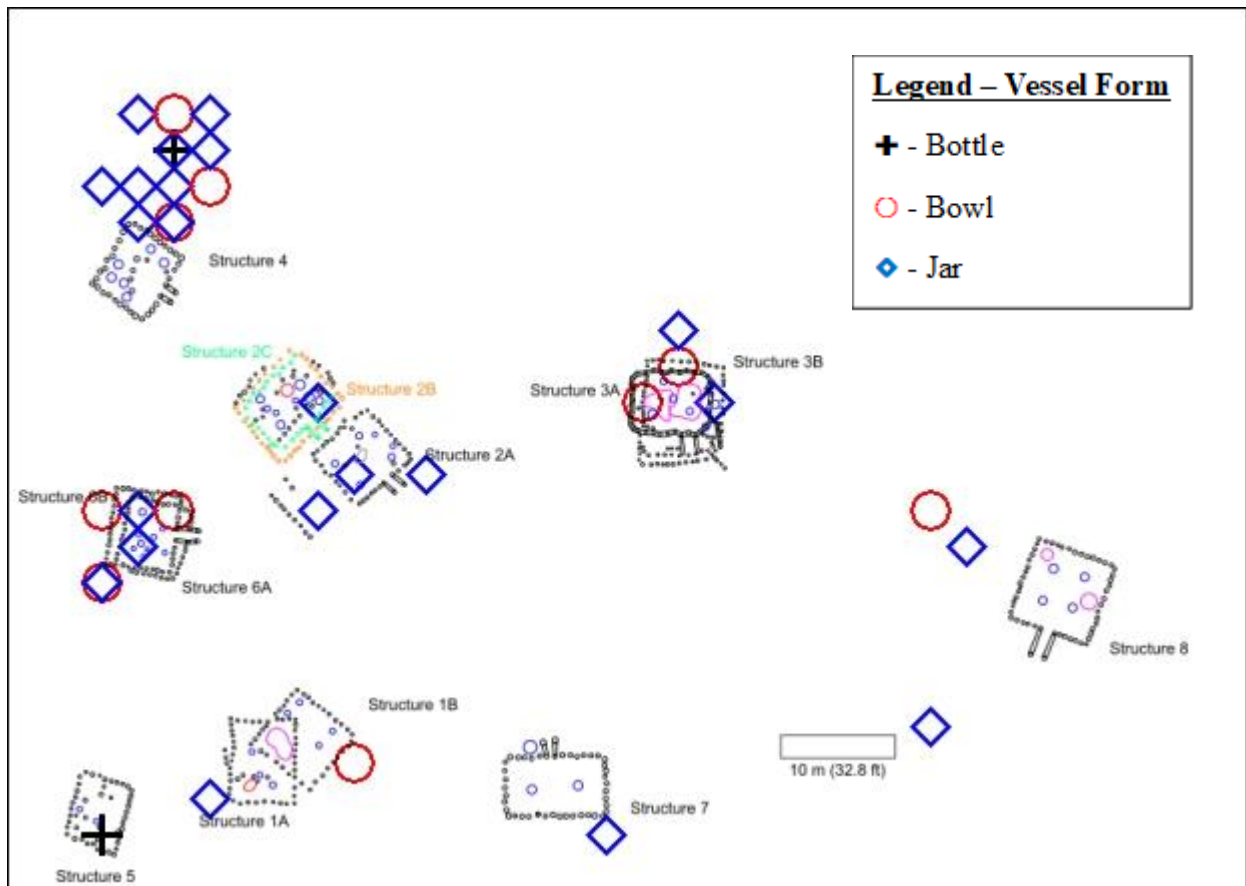 Legend – Vessel Form
- Bottle
- Bowl
- Jar
Structure 4
Structure 2C
Structure 2B
Structure 3B
Structure 3A
Structure 2A
Structure 6B
Structure 6A
Structure 8
Structure 1B
10 m (32.8 ft)
Structure 7
Structure 1A
Structure 5